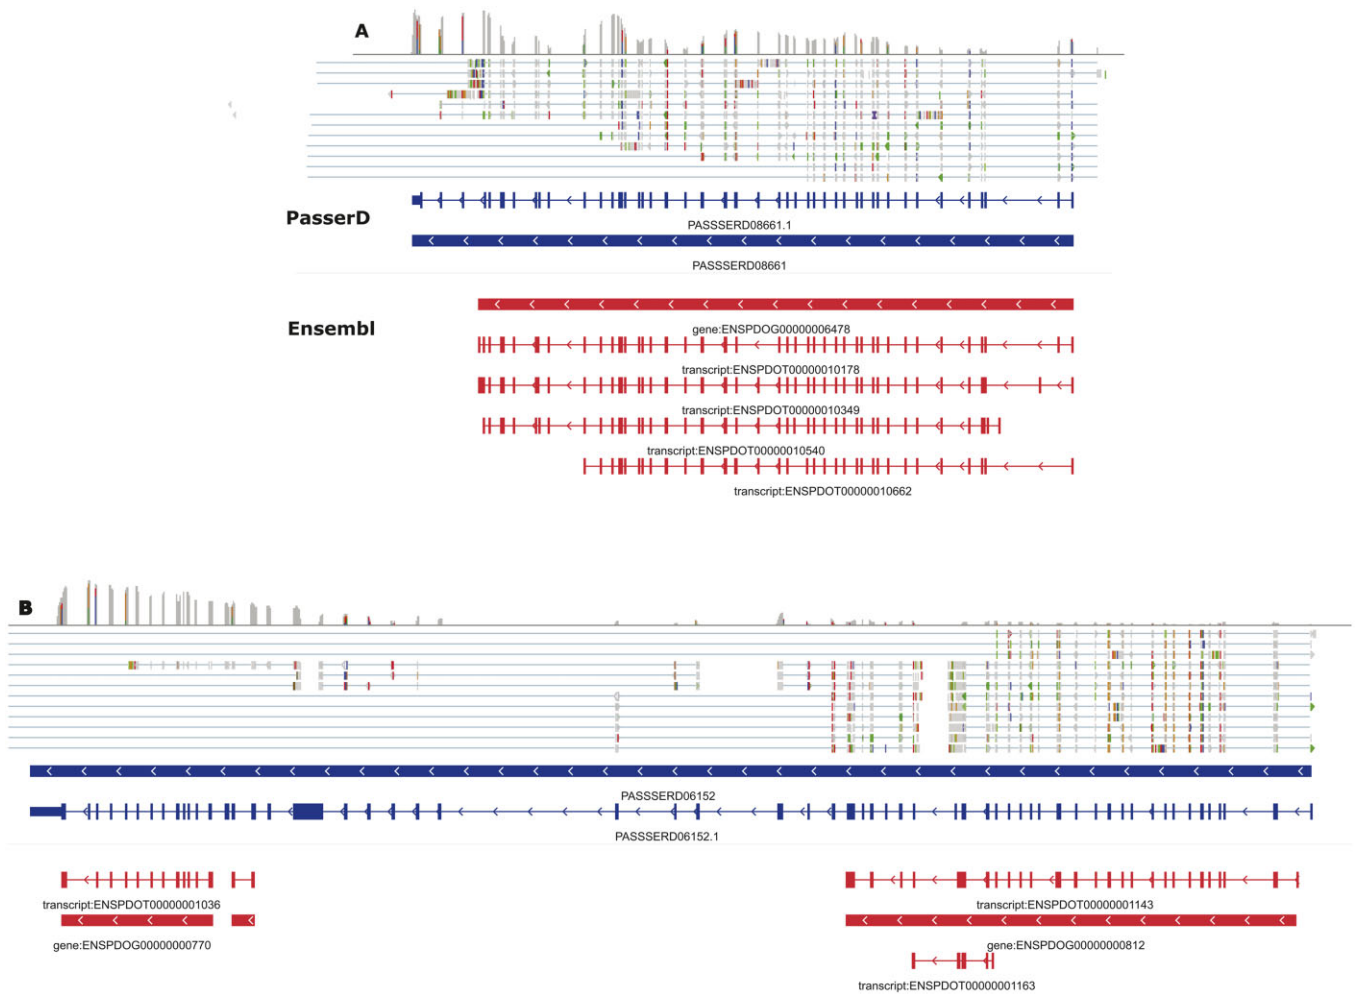 A
PasserD
PASSSERD08661.1
PASSSERD08661
Ensembl
gene:ENSPDOG00000006478
transcript:ENSPDOT00000010178
transcript:ENSPDOT00000010349
transcript:ENSPDOT00000010540
transcript:ENSPDOT00000010662
B
PASSSERD06152
PASSSERD06152.1
transcript:ENSPDOT00000001036
transcript:ENSPDOT00000001143
gene:ENSPDOG00000000770
gene:ENSPDOG00000000812
transcript:ENSPDOT00000001163